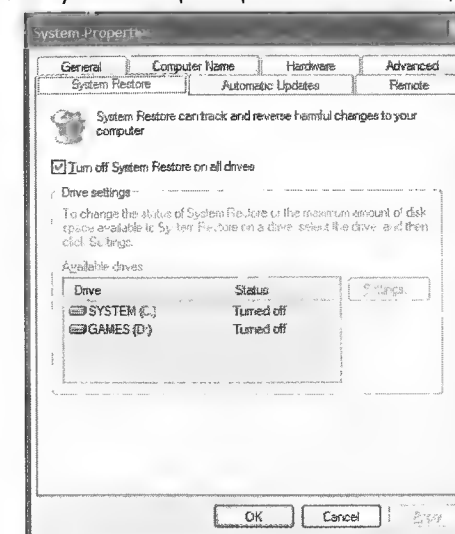 System Properties
General Computer Name Hardware Advanced
System Restore Automatic Updates Remote
System Restore can track and reverse harmful changes to your
computer
Turn off System Restore on all drives
Drive settings
To change the status of System Restore or the maximum amount of disk
space available to System Restore on a drive, select the drive and then
click Settings.
Available drives
Drive Status
SYSTEM (C:) Turned off
GAMES (D:) Turned off
Settings...
OK Cancel Apply